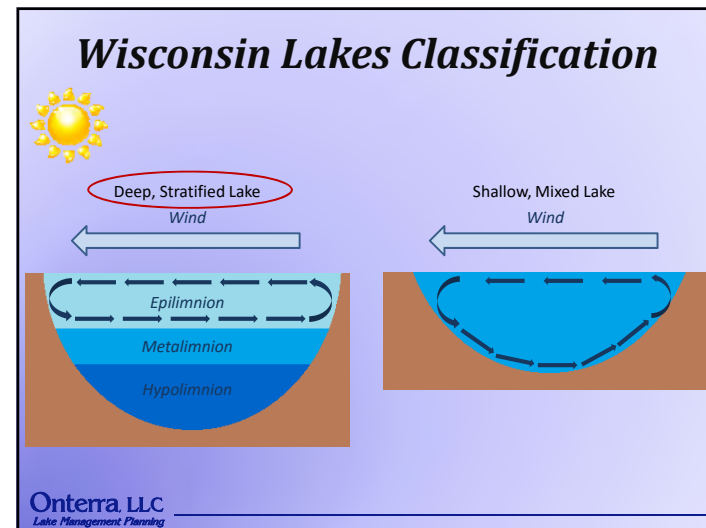 Wisconsin Lakes Classification
Deep, Stratified Lake
Wind
Epilimnion
Metalimnion
Hypolimnion
Shallow, Mixed Lake
Wind
Onterra, LLC
Lake Management Planning